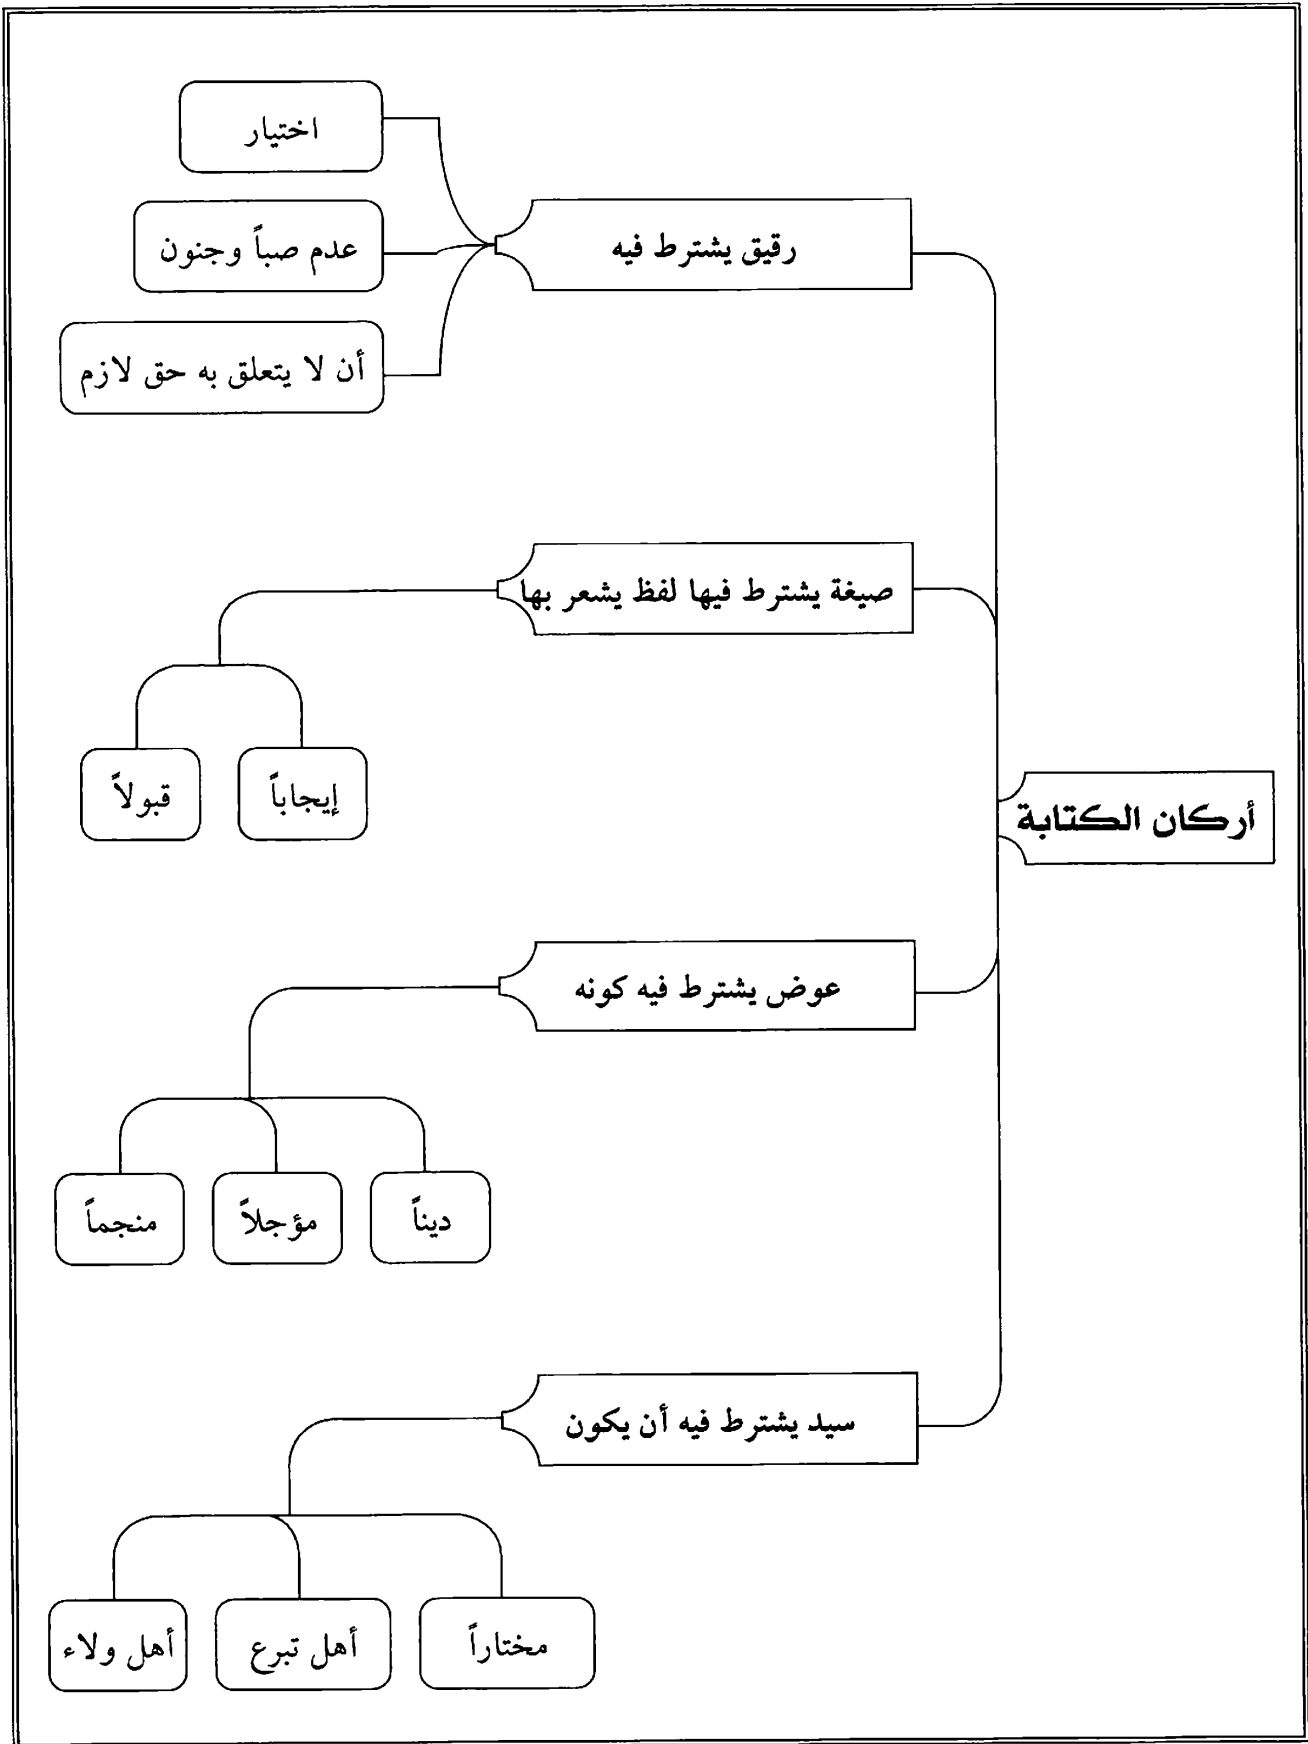 أركان الكتابة
رقيق يشترط فيه
اختيار
عدم صباً وجنون
أن لا يتعلق به حق لازم
صيغة يشترط فيها لفظ يشعر بها
إيجاباً
قبولاً
عوض يشترط فيه كونه
ديناً
مؤجلاً
منجماً
سيد يشترط فيه أن يكون
مختاراً
أهل تبرع
أهل ولاء